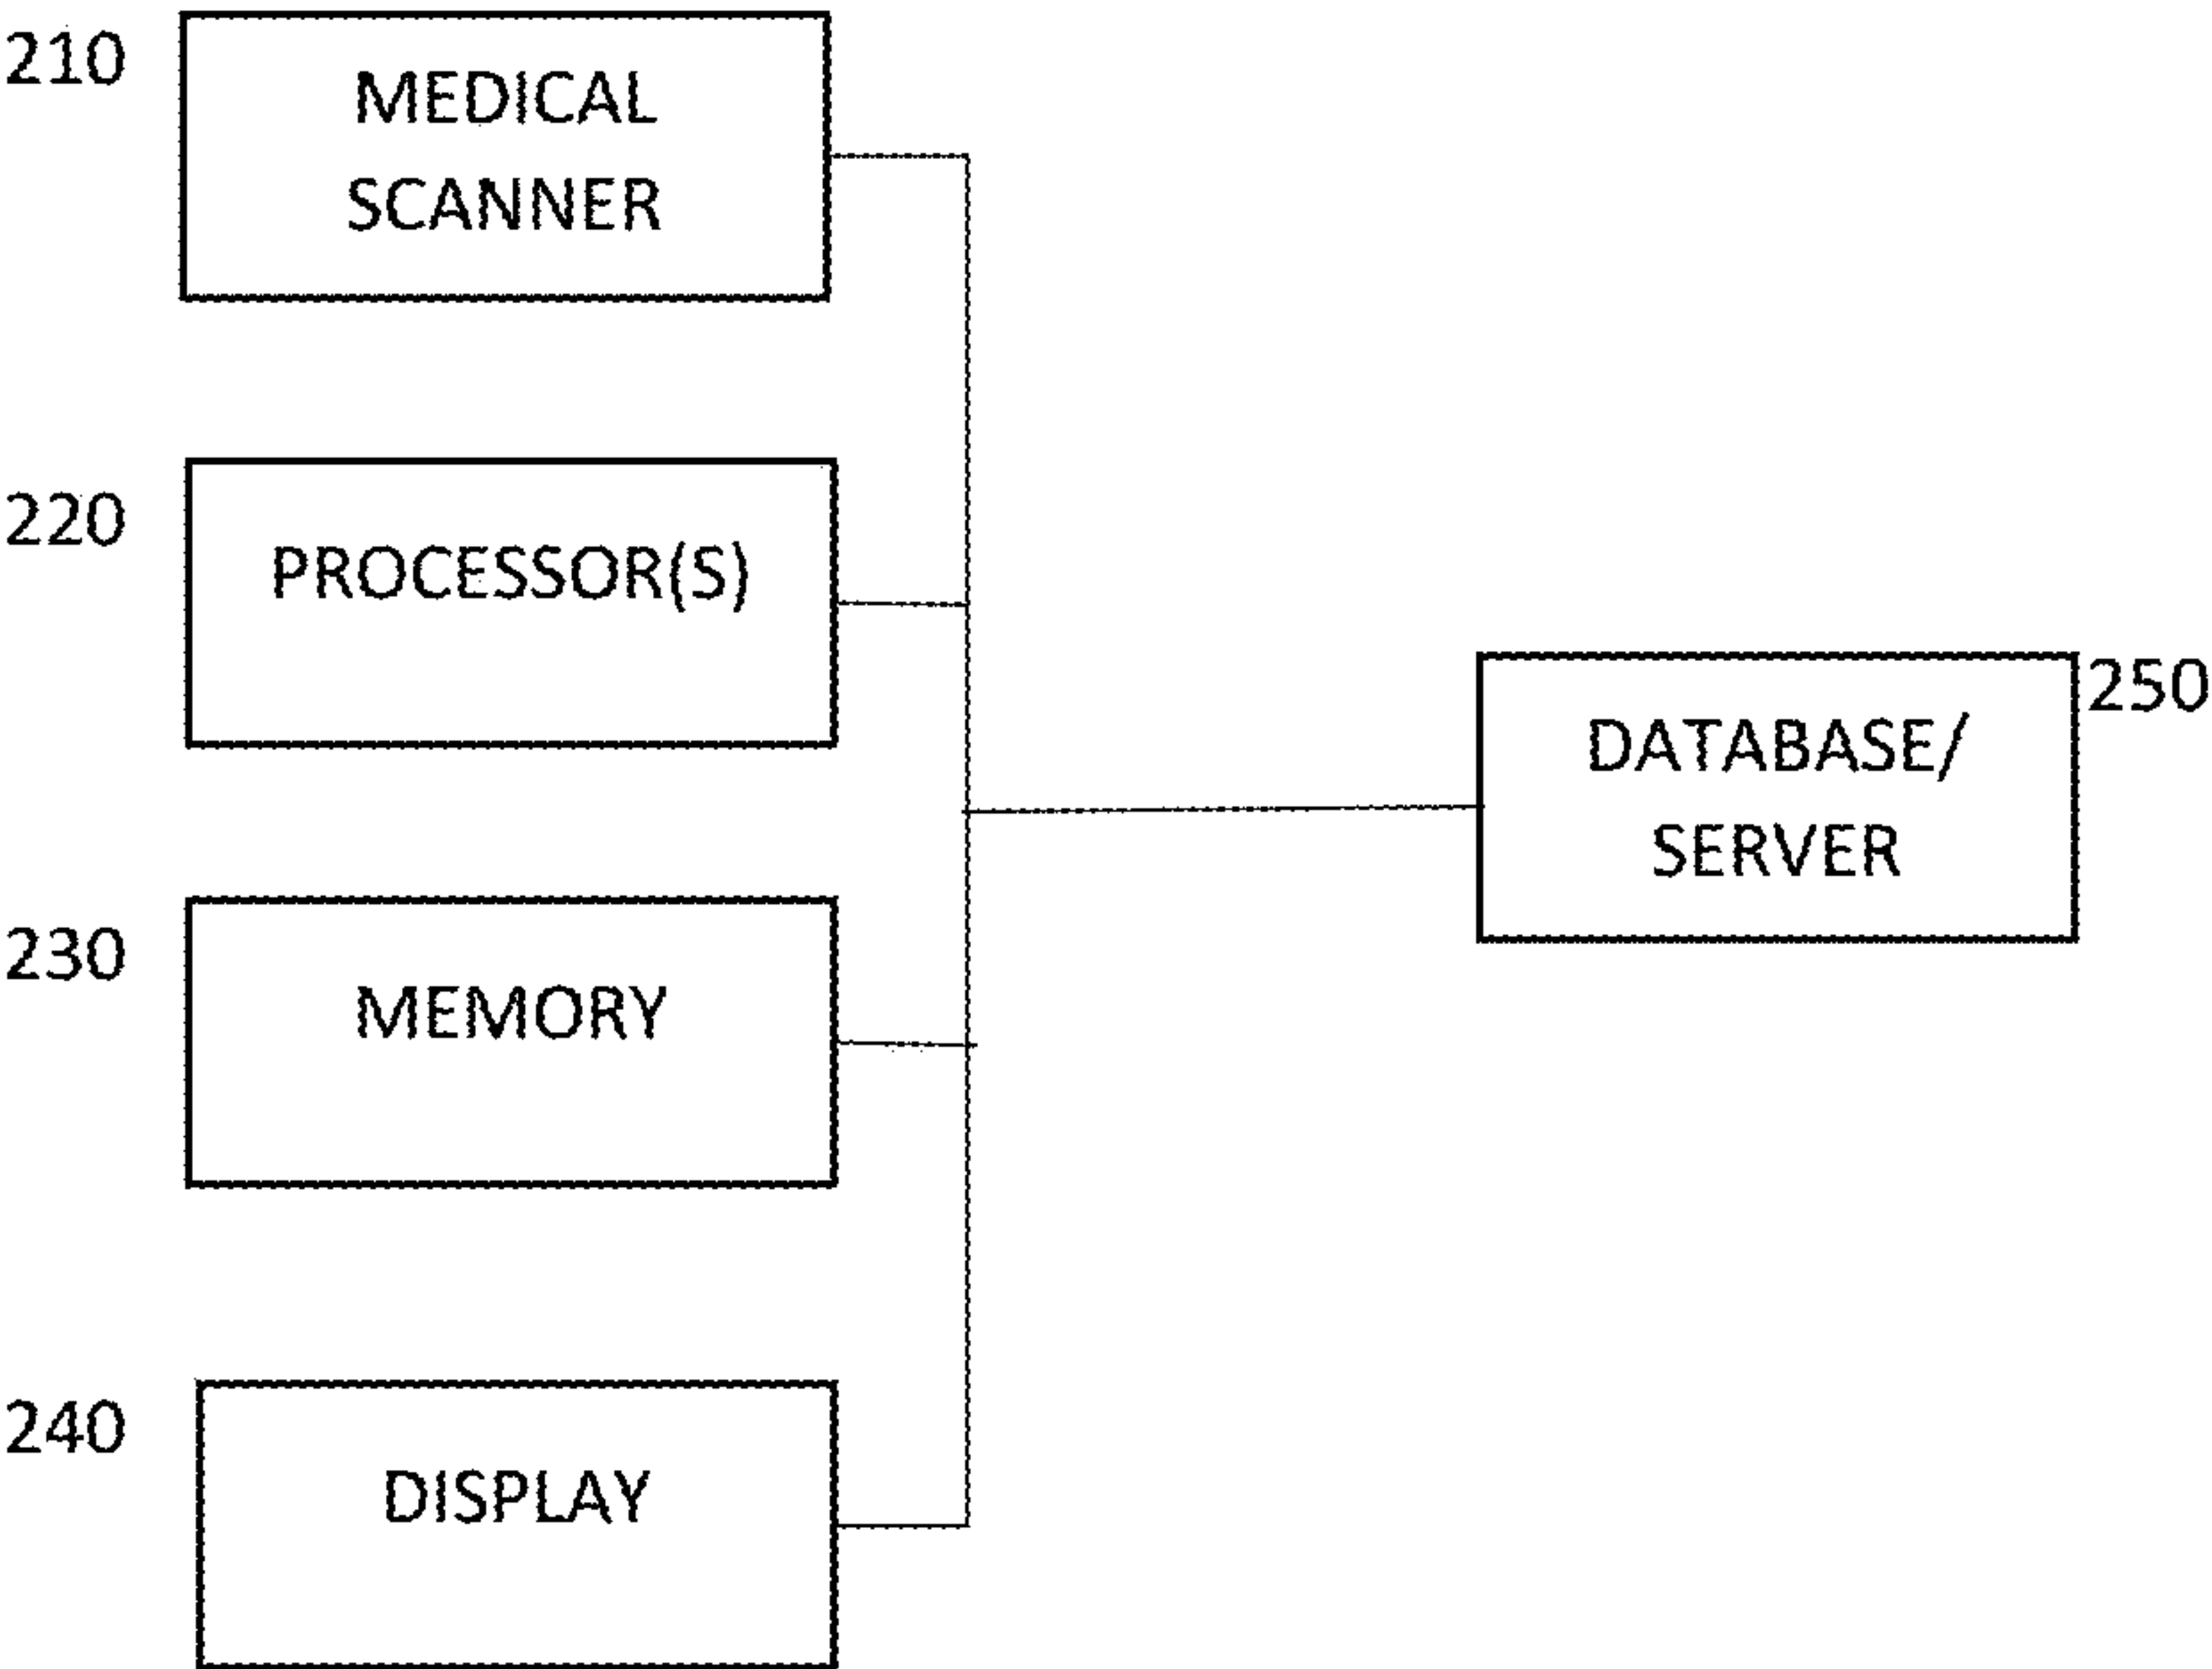 210
MEDICAL
SCANNER
220
PROCESSOR(S)
250
DATABASE/
SERVER
230
MEMORY
240
DISPLAY